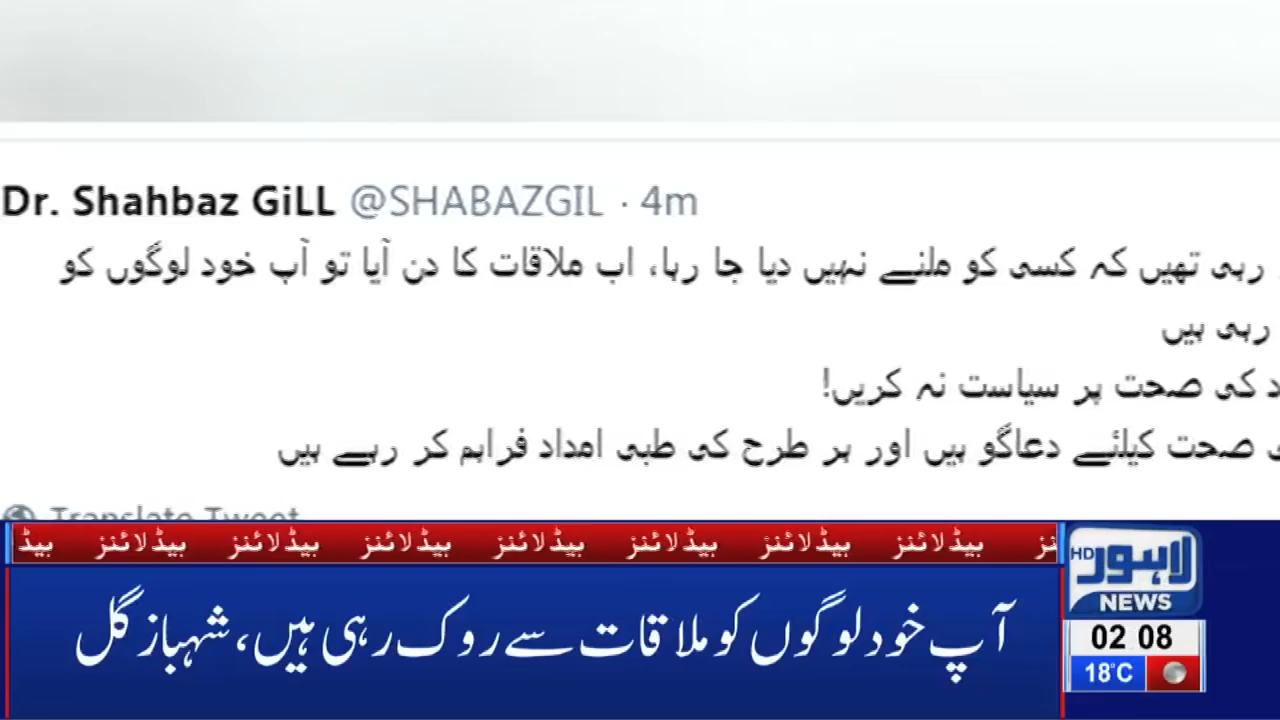 Dr. Shahbaz GiLL @SHABAZGIL · 4m
رہی تھیں کہ کسی کو ملنے نہیں دیا جا رہا، اب ملاقات کا دن آیا تو آپ خود لوگوں کو
رہی ہیں
کی صحت پر سیاست نہ کریں!
صحت کیلئے دعاگو ہیں اور ہر طرح کی طبی امداد فراہم کر رہے ہیں
Translate Tweet
ہیڈلائنز ہیڈلائنز ہیڈلائنز ہیڈلائنز ہیڈلائنز ہیڈلائنز ہیڈلائنز
آپ خود لوگوں کو ملاقات سے روک رہی ہیں، شہباز گل
لاہور HD
NEWS
02 08
18°C